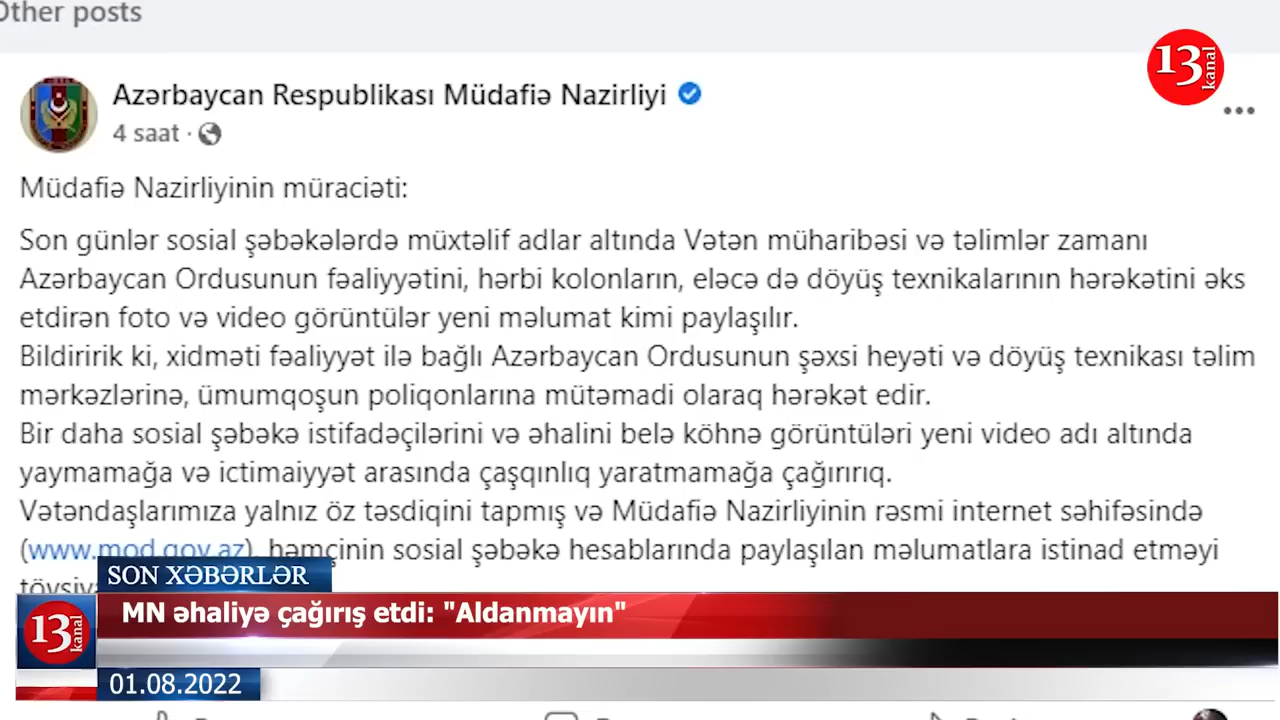 Other posts
13 kanal
Azərbaycan Respublikası Müdafiə Nazirliyi
4 saat ·
Müdafiə Nazirliyinin müraciəti:
Son günlər sosial şəbəkələrdə müxtəlif adlar altında Vətən müharibəsi və təlimlər zamanı
Azərbaycan Ordusunun fəaliyyətini, hərbi kolonların, eləcə də döyüş texnikalarının hərəkətini əks
etdirən foto və video görüntülər yeni məlumat kimi paylaşılır.
Bildiririk ki, xidməti fəaliyyət ilə bağlı Azərbaycan Ordusunun şəxsi heyəti və döyüş texnikası təlim
mərkəzlərinə, ümumqoşun poliqonlarına mütəmadi olaraq hərəkət edir.
Bir daha sosial şəbəkə istifadəçilərini və əhalini belə köhnə görüntüləri yeni video adı altında
yaymamağa və ictimaiyyət arasında çaşqınlıq yaratmamağa çağırırıq.
Vətəndaşlarımıza yalnız öz təsdiqini tapmış və Müdafiə Nazirliyinin rəsmi internet səhifəsində
(www.mod.gov.az), həmçinin sosial şəbəkə hesablarında paylaşılan məlumatlara istinad etməyi
SON XƏBƏRLƏR
MN əhaliyə çağırış etdi: "Aldanmayın"
13 kanal
01.08.2022